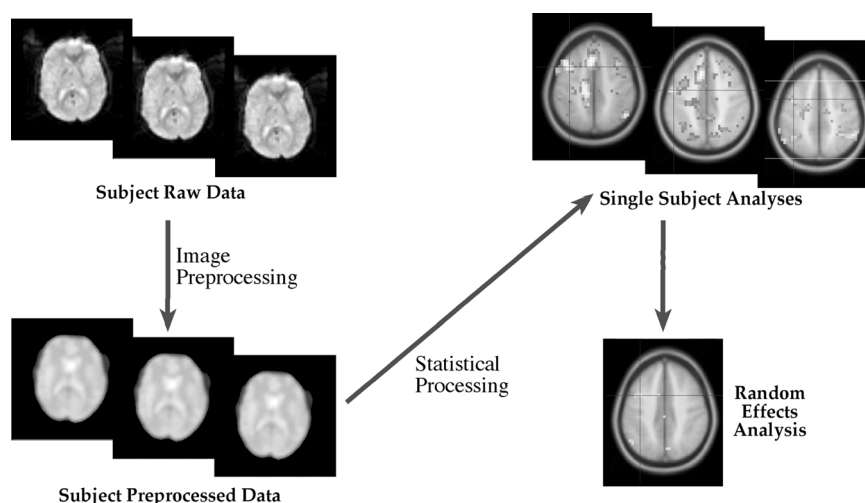 Subject Raw Data
Image
Preprocessing
Subject Preprocessed Data
Statistical
Processing
Single Subject Analyses
Random
Effects
Analysis